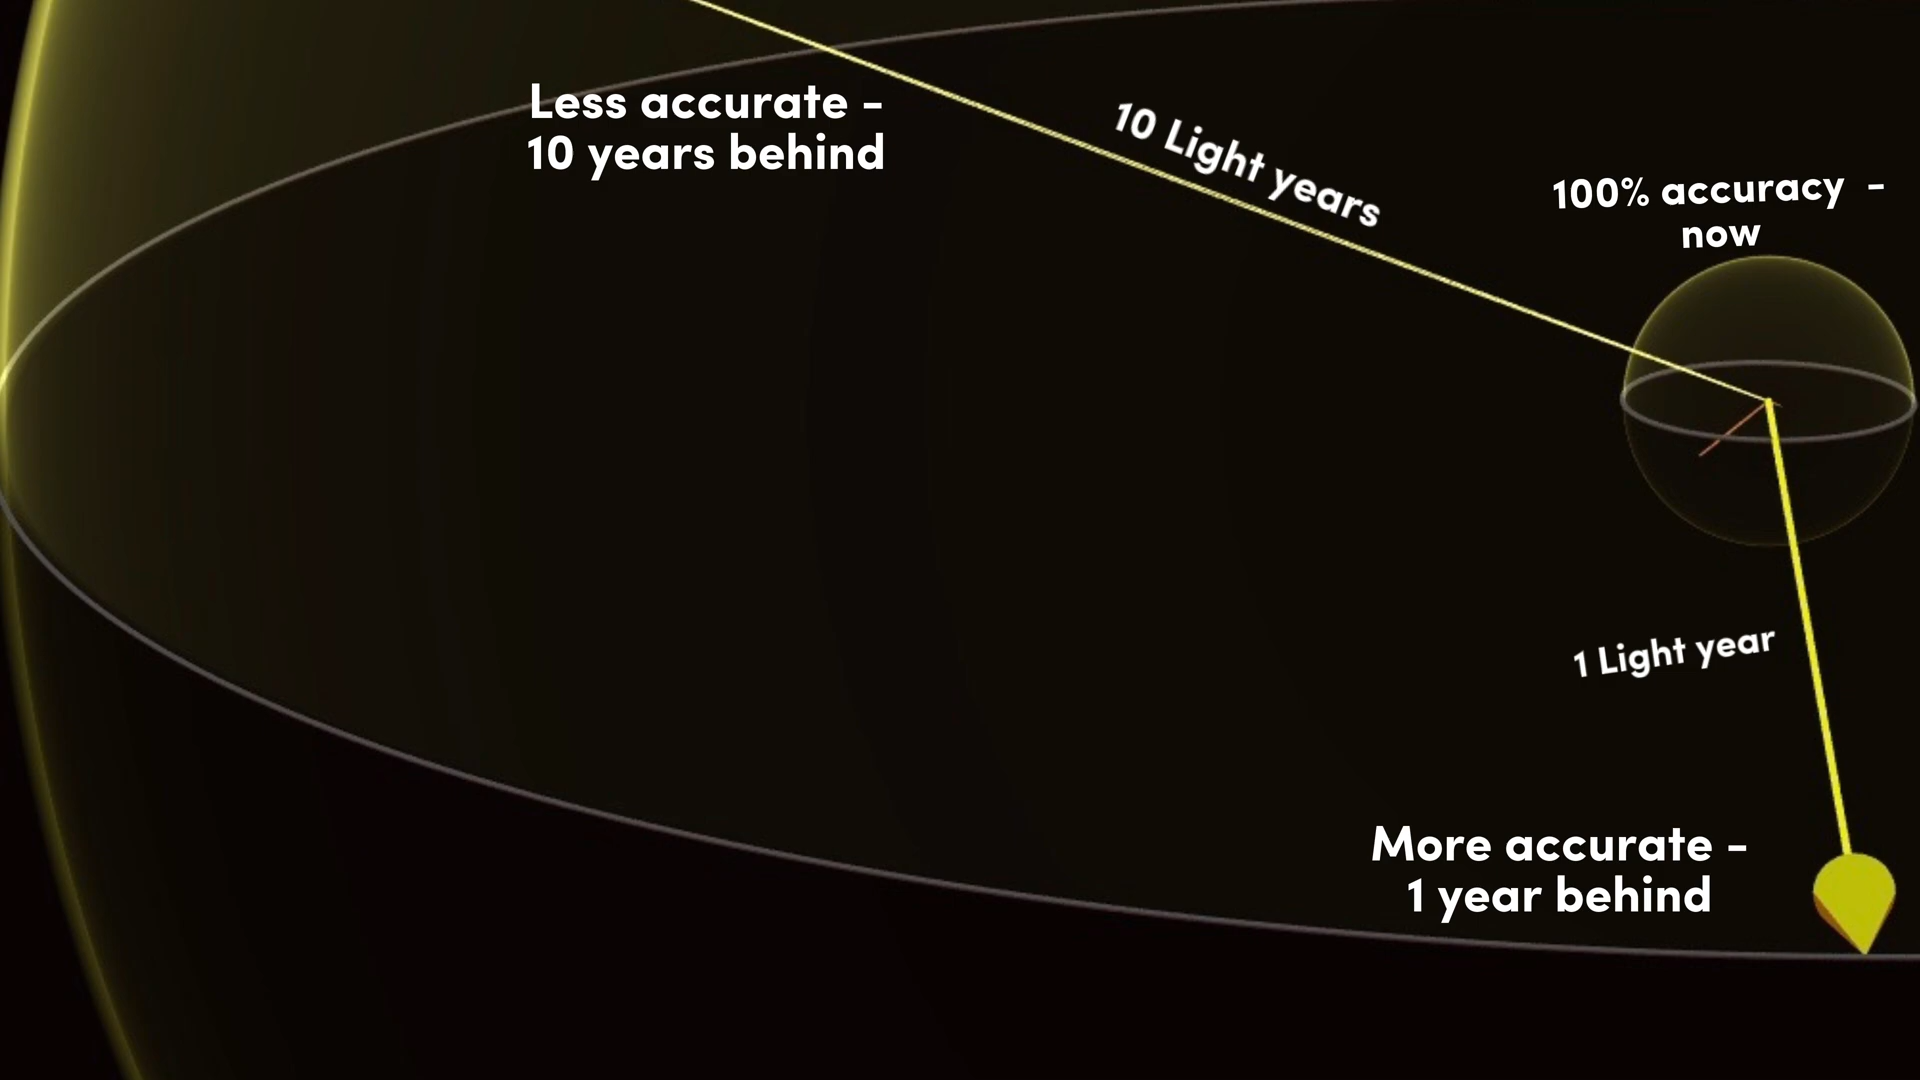 Less accurate -
10 years behind
10 Light years
100% accuracy -
now
1 Light year
More accurate -
1 year behind